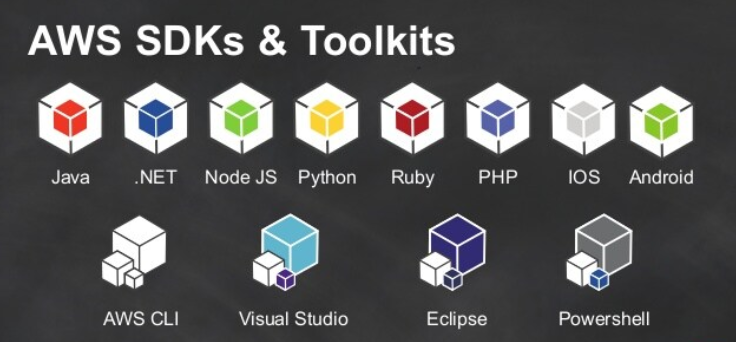 AWS SDKs & Toolkits
Java .NET Node JS Python Ruby PHP IOS Android
AWS CLI Visual Studio Eclipse Powershell